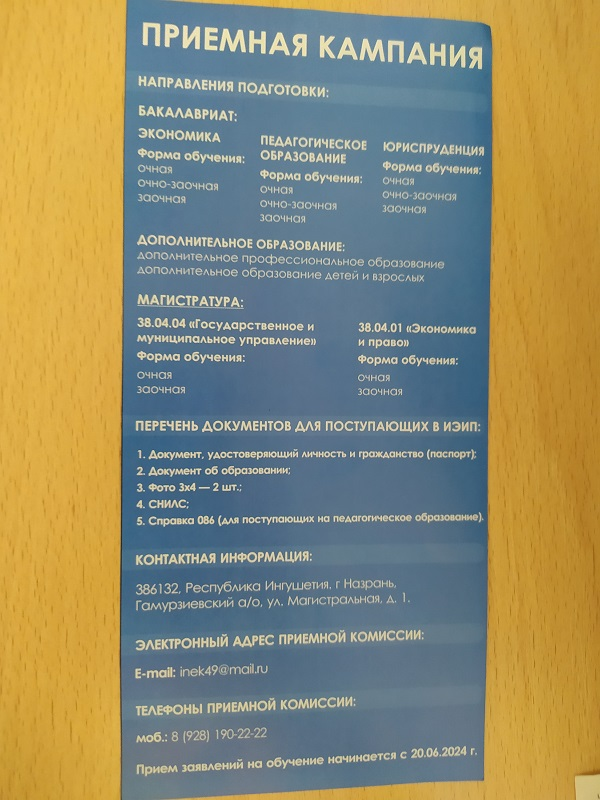 ПРИЕМНАЯ КАМПАНИЯ
НАПРАВЛЕНИЯ ПОДГОТОВКИ:
БАКАЛАВРИАТ:
ЭКОНОМИКА
Форма обучения:
очная
очно-заочная
заочная
ПЕДАГОГИЧЕСКОЕ
ОБРАЗОВАНИЕ
Форма обучения:
очная
очно-заочная
заочная
ЮРИСПРУДЕНЦИЯ
Форма обучения:
очная
очно-заочная
заочная
ДОПОЛНИТЕЛЬНОЕ ОБРАЗОВАНИЕ:
дополнительное профессиональное образование
дополнительное образование детей и взрослых
МАГИСТРАТУРА:
38.04.04 «Государственное и
муниципальное управление»
Форма обучения:
очная
заочная
38.04.01 «Экономика
и право»
Форма обучения:
очная
заочная
ПЕРЕЧЕНЬ ДОКУМЕНТОВ ДЛЯ ПОСТУПАЮЩИХ В ИЭИП:
1. Документ, удостоверяющий личность и гражданство (паспорт);
2. Документ об образовании;
3. Фото 3х4 — 2 шт.;
4. СНИЛС;
5. Справка 086 (для поступающих на педагогическое образование).
КОНТАКТНАЯ ИНФОРМАЦИЯ:
386132, Республика Ингушетия, г Назрань,
Гамурзиевский а/о, ул. Магистральная, д. 1.
ЭЛЕКТРОННЫЙ АДРЕС ПРИЕМНОЙ КОМИССИИ:
E-mail: inek49@mail.ru
ТЕЛЕФОНЫ ПРИЕМНОЙ КОМИССИИ:
моб.: 8 (928) 190-22-22
Прием заявлений на обучение начинается с 20.06.2024 г.